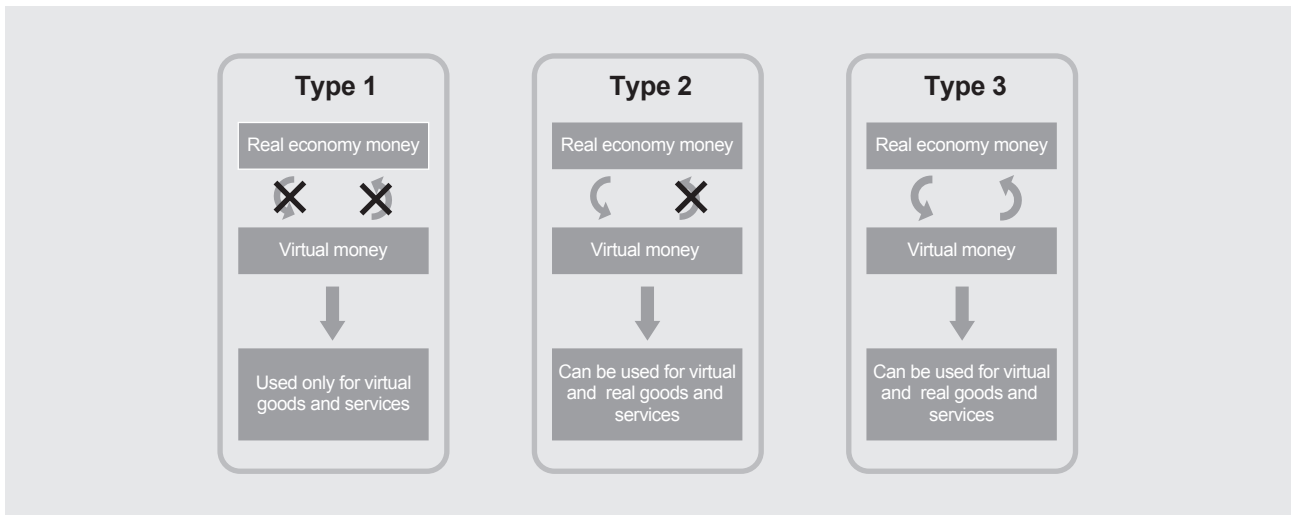 Type 1
Real economy money
Virtual money
Used only for virtual
goods and services
Type 2
Real economy money
Virtual money
Can be used for virtual
and real goods and
services
Type 3
Real economy money
Virtual money
Can be used for virtual
and real goods and
services